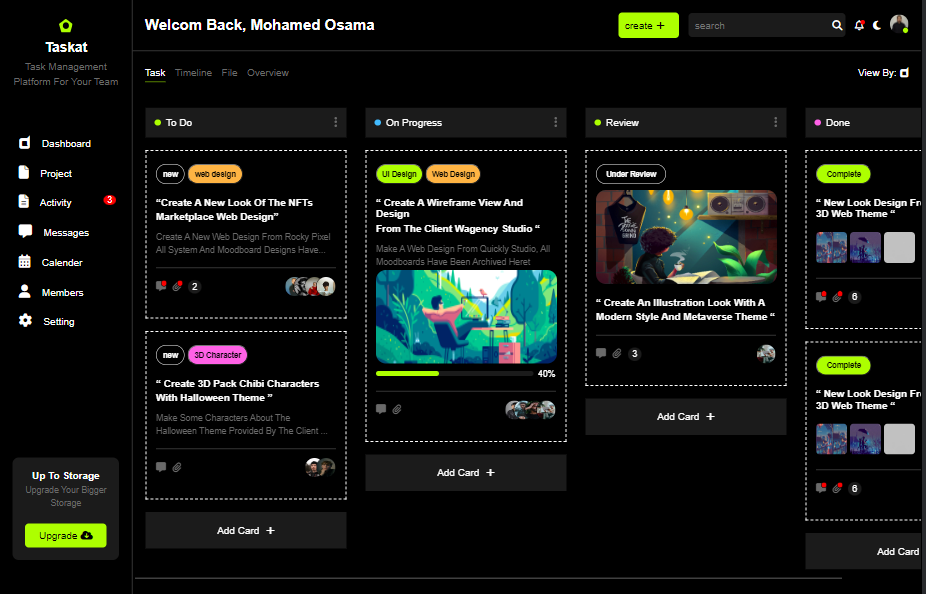 Taskat
Task Management
Platform For Your Team
Dashboard
Project
Activity
3
Messages
Calender
Members
Setting
Up To Storage
Upgrade Your Bigger
Storage
Upgrade
Welcom Back, Mohamed Osama
create +
search
Task
Timeline
File
Overview
View By:
To Do
new
web design
“Create A New Look Of The NFTs
Marketplace Web Design”
Create A New Web Design From Rocky Pixel
All System And Moodboard Designs Have...
2
new
3D Character
“ Create 3D Pack Chibi Characters
With Halloween Theme ”
Make Some Characters About The
Halloween Theme Provided By The Client ...
Add Card +
On Progress
UI Design
Web Design
“ Create A Wireframe View And
Design
From The Client Wagency Studio “
Make A Web Design From Quickly Studio, All
Moodboards Have Been Archived Heret
40%
Add Card +
Review
Under Review
“ Create An Illustration Look With A
Modern Style And Metaverse Theme “
3
Add Card +
Done
Complete
“ New Look Design Fr
3D Web Theme “
6
Complete
“ New Look Design Fr
3D Web Theme “
6
Add Card